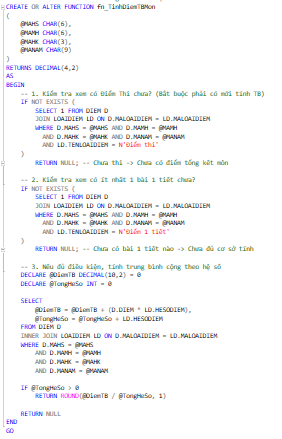 CREATE OR ALTER FUNCTION fn_TinhDiemTBMon
(
@MAHS CHAR(6),
@MAMH CHAR(6),
@MAHK CHAR(3),
@MANAM CHAR(9)
)
RETURNS DECIMAL(4,2)
AS
BEGIN
-- 1. Kiểm tra xem có Điểm Thi chưa? (Bắt buộc phải có mới tính TB)
IF NOT EXISTS (
SELECT 1 FROM DIEM D
JOIN LOAIDIEM LD ON D.MALOAIDIEM = LD.MALOAIDIEM
WHERE D.MAHS = @MAHS AND D.MAMH = @MAMH
AND D.MAHK = @MAHK AND D.MANAM = @MANAM
AND LD.TENLOAIDIEM = N'Điểm thi'
)
RETURN NULL; -- Chưa thi -> Chưa có điểm tổng kết môn
-- 2. Kiểm tra xem có ít nhất 1 bài 1 tiết chưa?
IF NOT EXISTS (
SELECT 1 FROM DIEM D
JOIN LOAIDIEM LD ON D.MALOAIDIEM = LD.MALOAIDIEM
WHERE D.MAHS = @MAHS AND D.MAMH = @MAMH
AND D.MAHK = @MAHK AND D.MANAM = @MANAM
AND LD.TENLOAIDIEM = N'Điểm 1 tiết'
)
RETURN NULL; -- Chưa có bài 1 tiết nào -> Chưa đủ cơ sở tính
-- 3. Nếu đủ điều kiện, tính trung bình cộng theo hệ số
DECLARE @DiemTB DECIMAL(10,2) = 0
DECLARE @TongHeSo INT = 0
SELECT
@DiemTB = @DiemTB + (D.DIEM * LD.HESODIEM),
@TongHeSo = @TongHeSo + LD.HESODIEM
FROM DIEM D
INNER JOIN LOAIDIEM LD ON D.MALOAIDIEM = LD.MALOAIDIEM
WHERE D.MAHS = @MAHS
AND D.MAMH = @MAMH
AND D.MAHK = @MAHK
AND D.MANAM = @MANAM
IF @TongHeSo > 0
RETURN ROUND(@DiemTB / @TongHeSo, 1)
RETURN NULL
END
GO